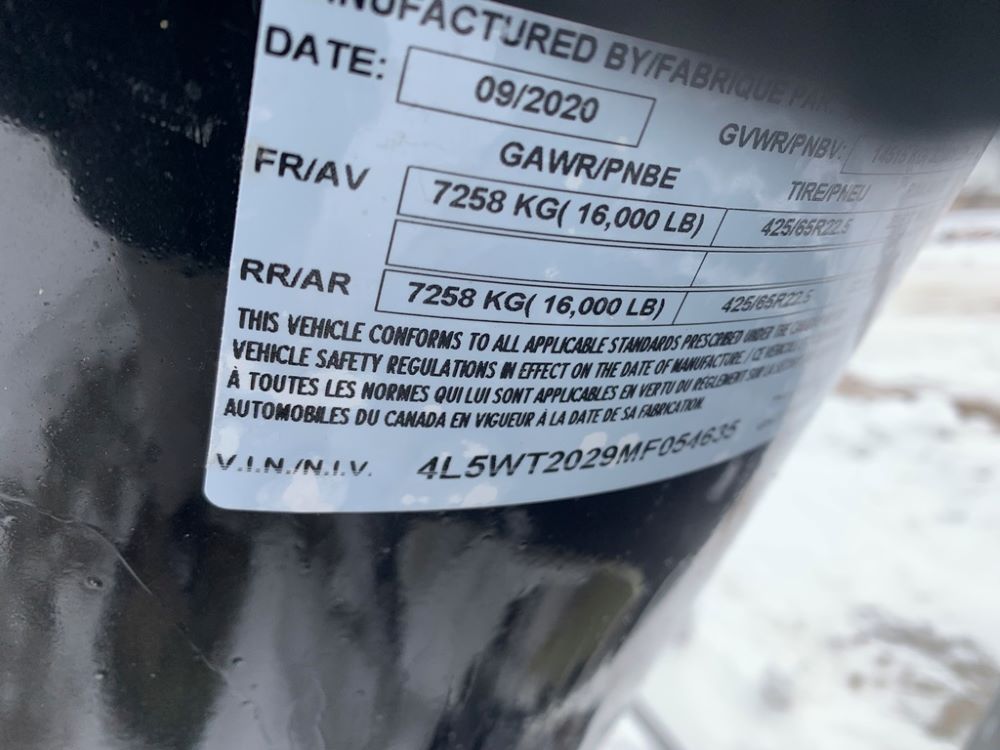 MANUFACTURED BY/FABRIQUE PAR
DATE: 09/2020
GVWR/PNBV:
GAWR/PNBE TIRE/PNEU
FR/AV 7258 KG( 16,000 LB) 425/65R22.5
RR/AR 7258 KG( 16,000 LB) 425/65R22.5
THIS VEHICLE CONFORMS TO ALL APPLICABLE STANDARDS PRESCRIBED UNDER THE
VEHICLE SAFETY REGULATIONS IN EFFECT ON THE DATE OF MANUFACTURE / CE VEHICULE
À TOUTES LES NORMES QUI LUI SONT APPLICABLES EN VERTU DU REGLEMENT SUR LA
AUTOMOBILES DU CANADA EN VIGUEUR À LA DATE DE SA FABRICATION.
V.I.N./N.I.V. 4L5WT2029MF054635